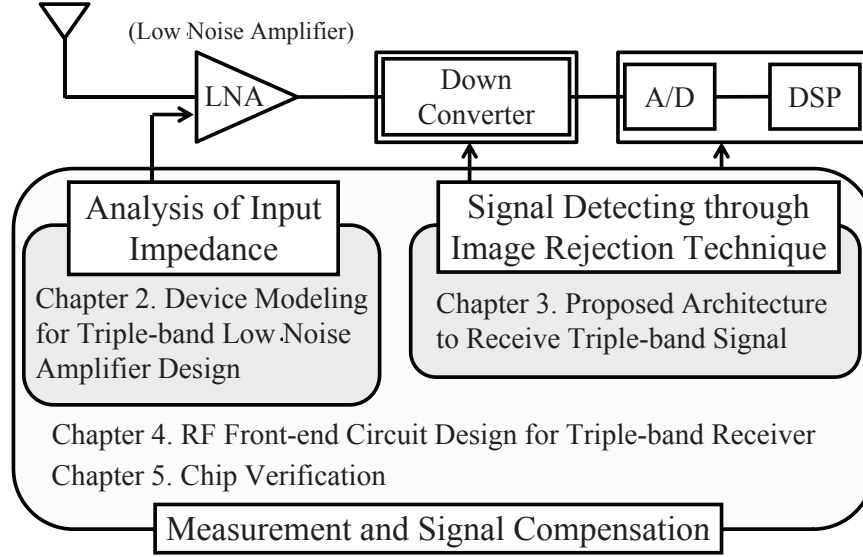 (Low Noise Amplifier)
LNA
Down
Converter
A/D
DSP
Analysis of Input
Impedance
Signal Detecting through
Image Rejection Technique
Chapter 2. Device Modeling
for Triple-band Low Noise
Amplifier Design
Chapter 3. Proposed Architecture
to Receive Triple-band Signal
Chapter 4. RF Front-end Circuit Design for Triple-band Receiver
Chapter 5. Chip Verification
Measurement and Signal Compensation